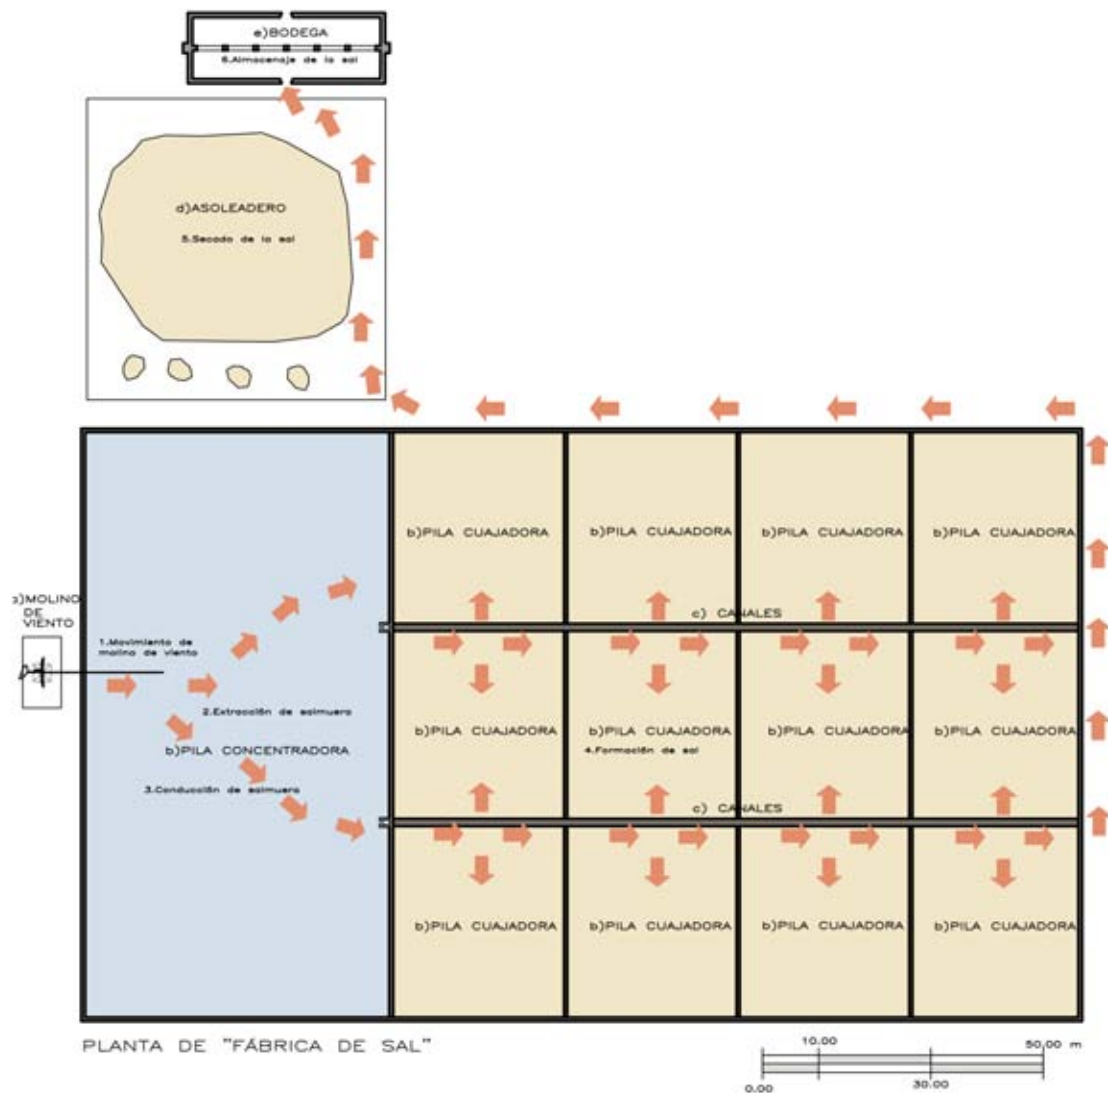 e)BODEGA
6.Almacenaje de la sal
d)ASOLEADERO
5.Secado de la sal
b)PILA CUAJADORA
b)PILA CUAJADORA
b)PILA CUAJADORA
b)PILA CUAJADORA
a)MOLINO
DE
VIENTO
c) CANALES
1.Movimiento de
molino de viento
2.Extracción de salmuera
b)PILA CONCENTRADORA
3.Conducción de salmuera
b)PILA CUAJADORA
b)PILA CUAJADORA
4.Formación de sal
b)PILA CUAJADORA
b)PILA CUAJADORA
c) CANALES
b)PILA CUAJADORA
b)PILA CUAJADORA
b)PILA CUAJADORA
b)PILA CUAJADORA
PLANTA DE "FÁBRICA DE SAL"
10.00
50.00 m
0.00
30.00